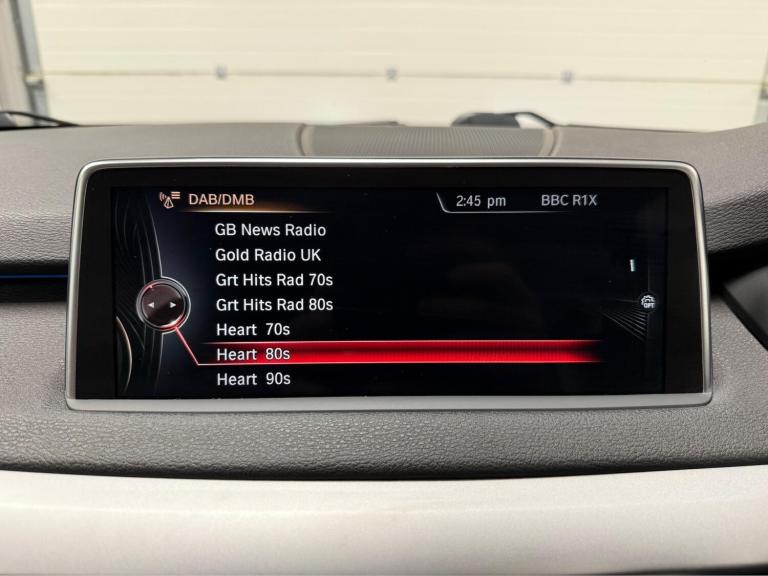 DAB/DMB
2:45 pm
BBC R1X
GB News Radio
Gold Radio UK
Grt Hits Rad 70s
Grt Hits Rad 80s
Heart 70s
Heart 80s
Heart 90s
OPT